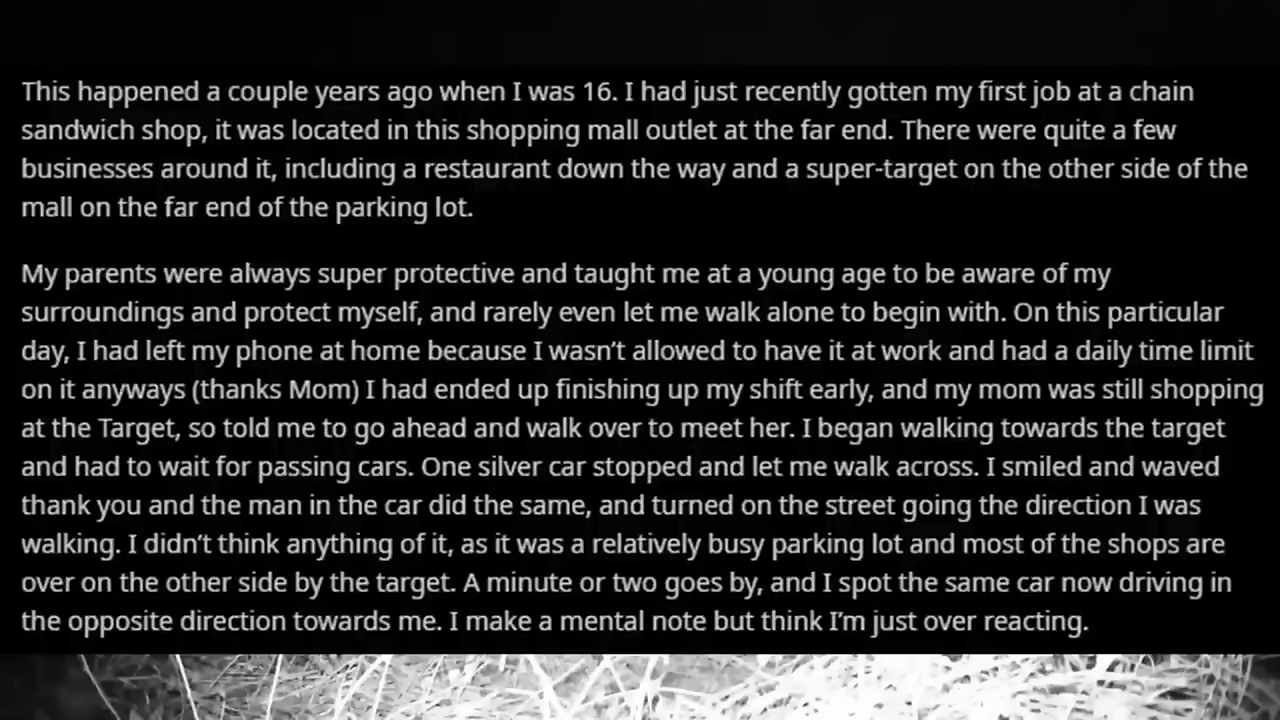 This happened a couple years ago when I was 16. I had just recently gotten my first job at a chain
sandwich shop, it was located in this shopping mall outlet at the far end. There were quite a few
businesses around it, including a restaurant down the way and a super-target on the other side of the
mall on the far end of the parking lot.
My parents were always super protective and taught me at a young age to be aware of my
surroundings and protect myself, and rarely even let me walk alone to begin with. On this particular
day, I had left my phone at home because I wasn’t allowed to have it at work and had a daily time limit
on it anyways (thanks Mom) I had ended up finishing up my shift early, and my mom was still shopping
at the Target, so told me to go ahead and walk over to meet her. I began walking towards the target
and had to wait for passing cars. One silver car stopped and let me walk across. I smiled and waved
thank you and the man in the car did the same, and turned on the street going the direction I was
walking. I didn’t think anything of it, as it was a relatively busy parking lot and most of the shops are
over on the other side by the target. A minute or two goes by, and I spot the same car now driving in
the opposite direction towards me. I make a mental note but think I’m just over reacting.